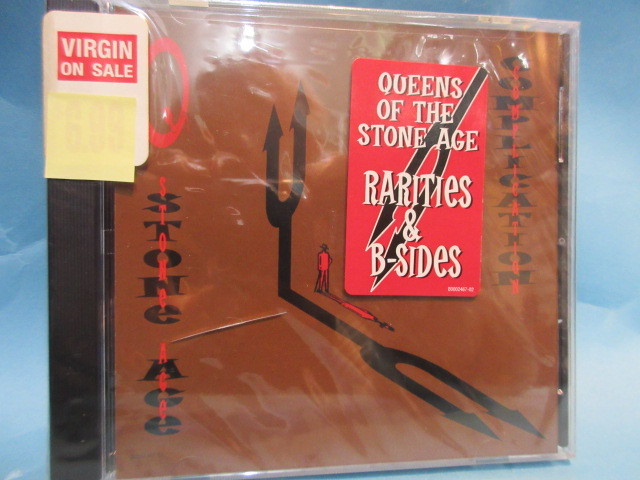 VIRGIN
ON SALE
QUEENS
OF THE
STONE AGE
RARITIES
&
B-SIDES
STONE AGE
COMPLICATION